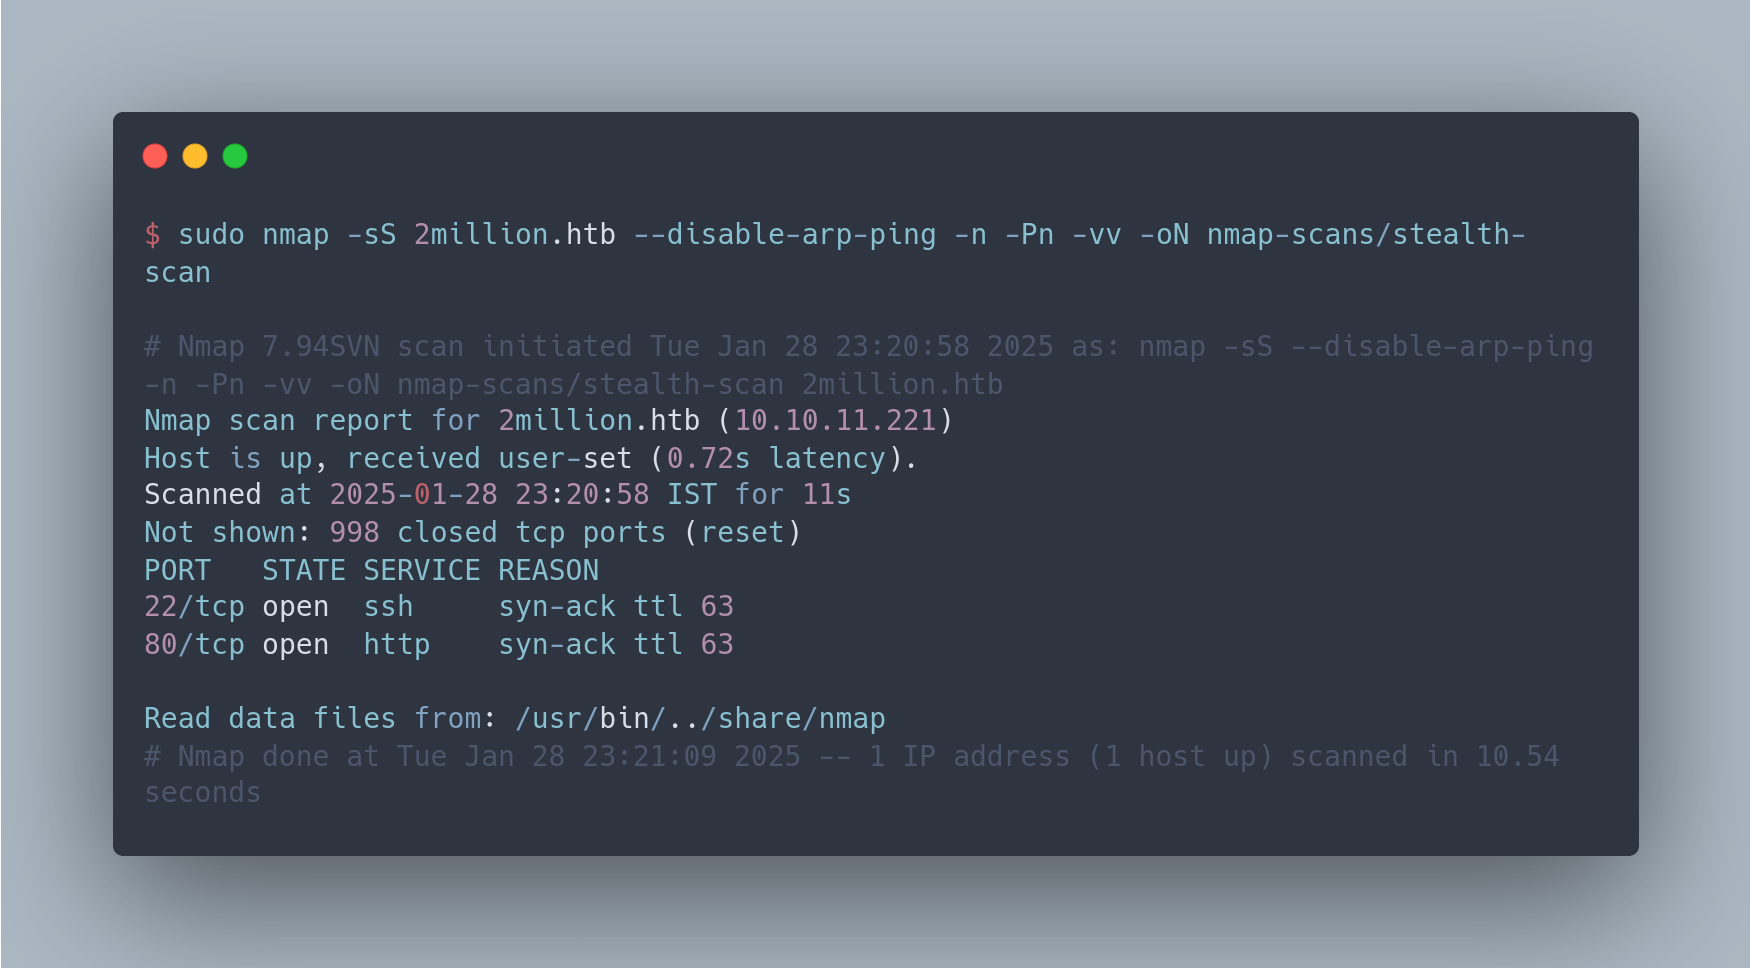 $ sudo nmap -sS 2million.htb --disable-arp-ping -n -Pn -vv -oN nmap-scans/stealth-
scan
# Nmap 7.94SVN scan initiated Tue Jan 28 23:20:58 2025 as: nmap -sS --disable-arp-ping
-n -Pn -vv -oN nmap-scans/stealth-scan 2million.htb
Nmap scan report for 2million.htb (10.10.11.221)
Host is up, received user-set (0.72s latency).
Scanned at 2025-01-28 23:20:58 IST for 11s
Not shown: 998 closed tcp ports (reset)
PORT   STATE SERVICE REASON
22/tcp open  ssh     syn-ack ttl 63
80/tcp open  http    syn-ack ttl 63
Read data files from: /usr/bin/../share/nmap
# Nmap done at Tue Jan 28 23:21:09 2025 -- 1 IP address (1 host up) scanned in 10.54
seconds